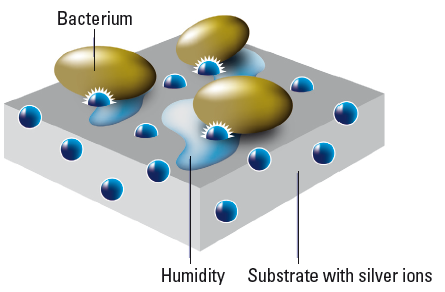 Bacterium
Humidity
Substrate with silver ions